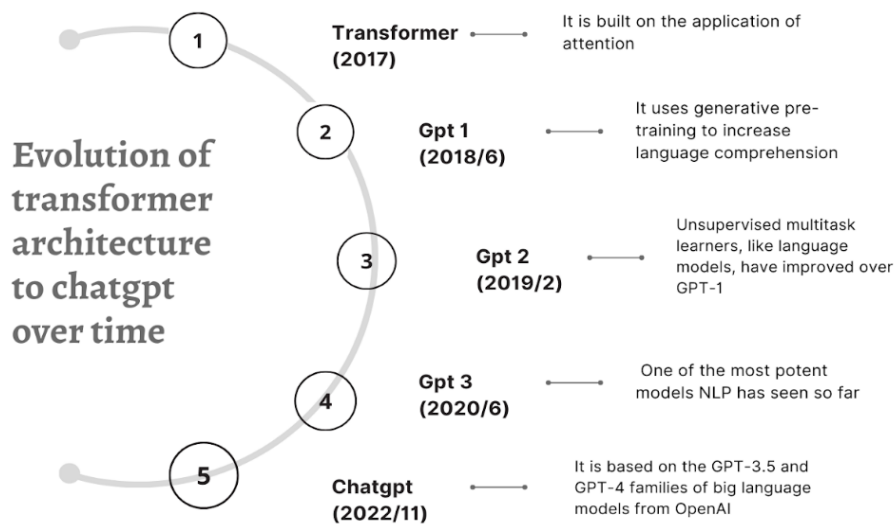 Evolution of
transformer
architecture
to chatgpt
over time
1
Transformer
(2017)
It is built on the application of
attention
2
Gpt 1
(2018/6)
It uses generative pre-
training to increase
language comprehension
3
Gpt 2
(2019/2)
Unsupervised multitask
learners, like language
models, have improved over
GPT-1
4
Gpt 3
(2020/6)
One of the most potent
models NLP has seen so far
5
Chatgpt
(2022/11)
It is based on the GPT-3.5 and
GPT-4 families of big language
models from OpenAI